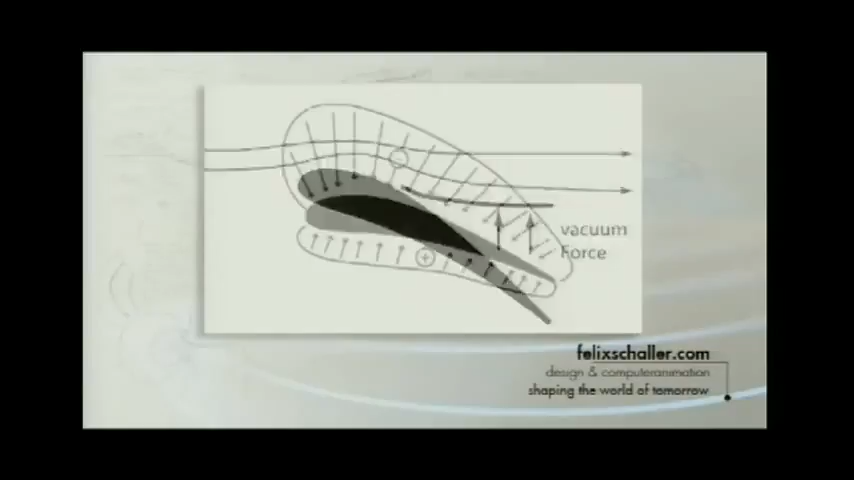 vacuum
Force
felixschaller.com
design & computeranimation
shaping the world of tomorrow